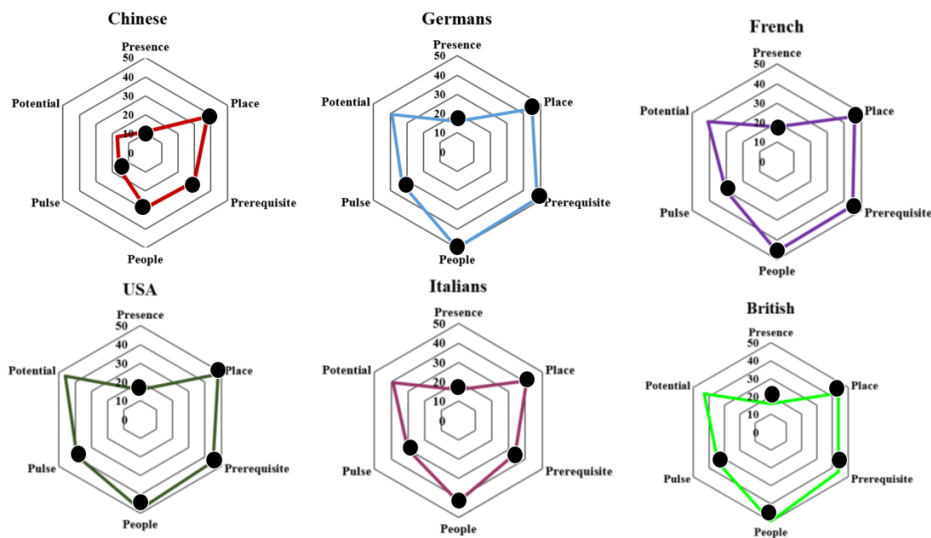 Chinese
Presence
50
40
30
20
10
0
Potential
Place
Pulse
Prerequisite
People
Germans
Presence
50
40
30
20
10
0
Potential
Place
Pulse
Prerequisite
People
French
Presence
50
40
30
20
10
0
Potential
Place
Pulse
Prerequisite
People
USA
Presence
50
40
30
20
10
0
Potential
Place
Pulse
Prerequisite
People
Italians
Presence
50
40
30
20
10
0
Potential
Place
Pulse
Prerequisite
People
British
Presence
50
40
30
20
10
0
Potential
Place
Pulse
Prerequisite
People